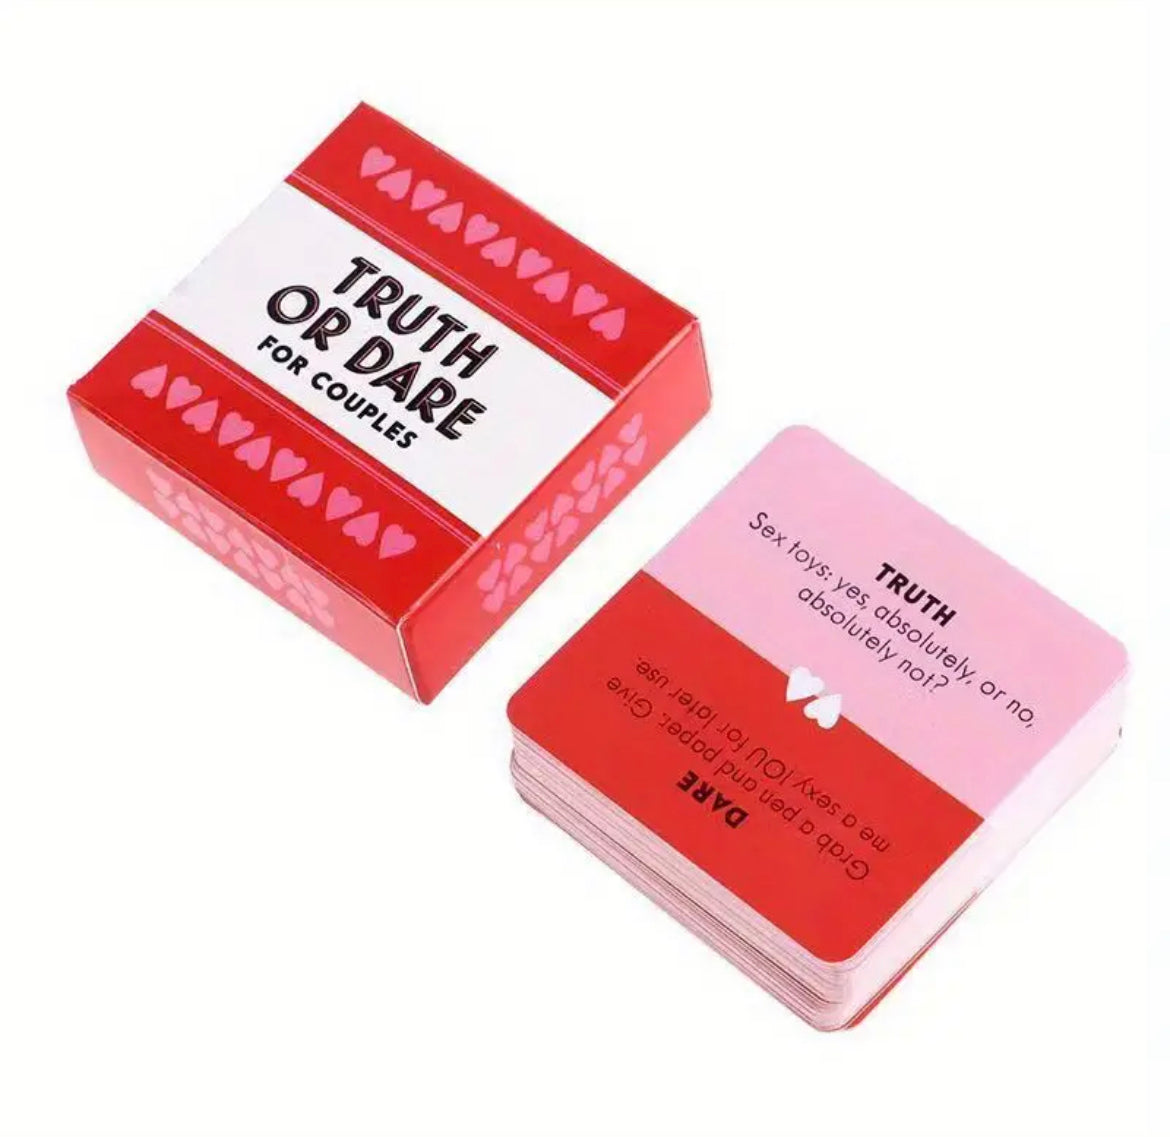 TRUTH
OR DARE
FOR COUPLES
TRUTH
Sex toys: yes, absolutely, or no,
absolutely not?
DARE
Grab a pen and paper. Give
me a sexy IOU for later use.